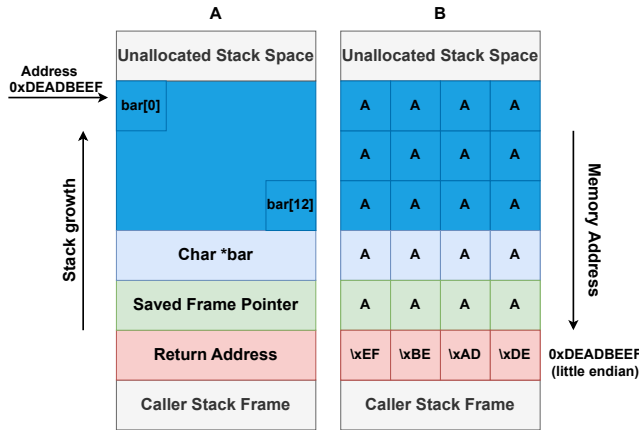 A
B
Unallocated Stack Space
Unallocated Stack Space
Address
0xDEADBEEF
bar[0]
A A A A
A A A A
bar[12]
A A A A
Stack growth
Memory Address
Char *bar
A A A A
Saved Frame Pointer
A A A A
Return Address
\xEF \xBE \xAD \xDE
0xDEADBEEF
(little endian)
Caller Stack Frame
Caller Stack Frame